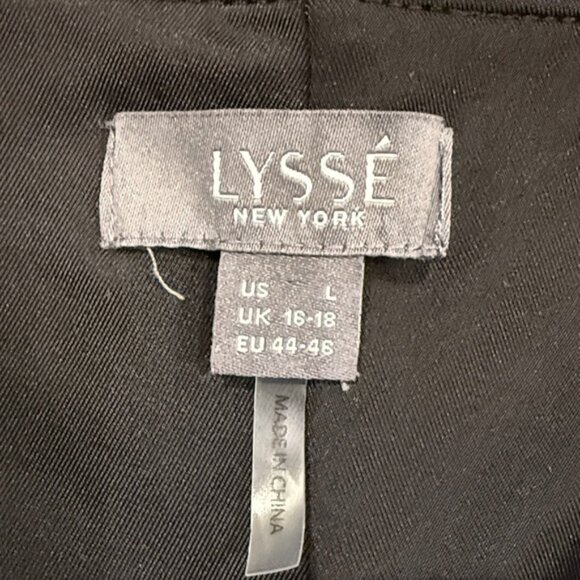 LYSSÉ
NEW YORK
US L
UK 16-18
EU 44-46
MADE IN CHINA